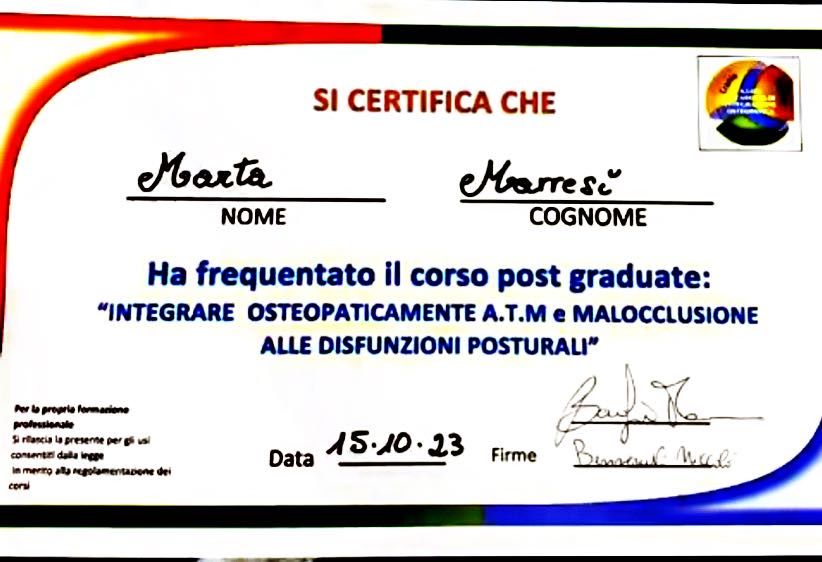 SI CERTIFICA CHE
Marta Marresi
NOME COGNOME
Ha frequentato il corso post graduate:
“INTEGRARE OSTEOPATICAMENTE A.T.M e MALOCCLUSIONE
ALLE DISFUNZIONI POSTURALI”
Per la propria formazione
professionale
Si rilascia la presente per gli usi
consentiti dalla legge
In merito alla regolamentazione dei
corsi
Data 15.10.23 Firme